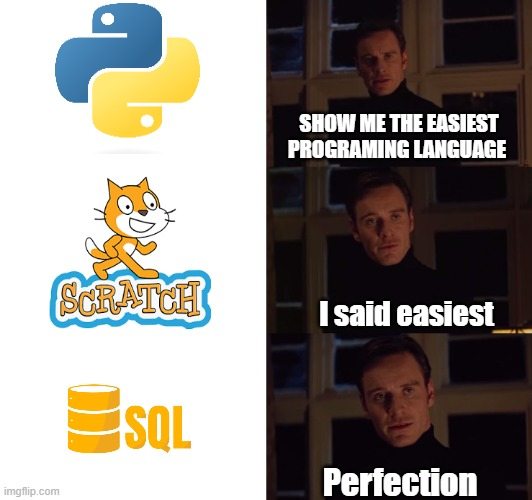 SHOW ME THE EASIEST
PROGRAMING LANGUAGE
SCRATCH
I said easiest
SQL
Perfection
imgflip.com